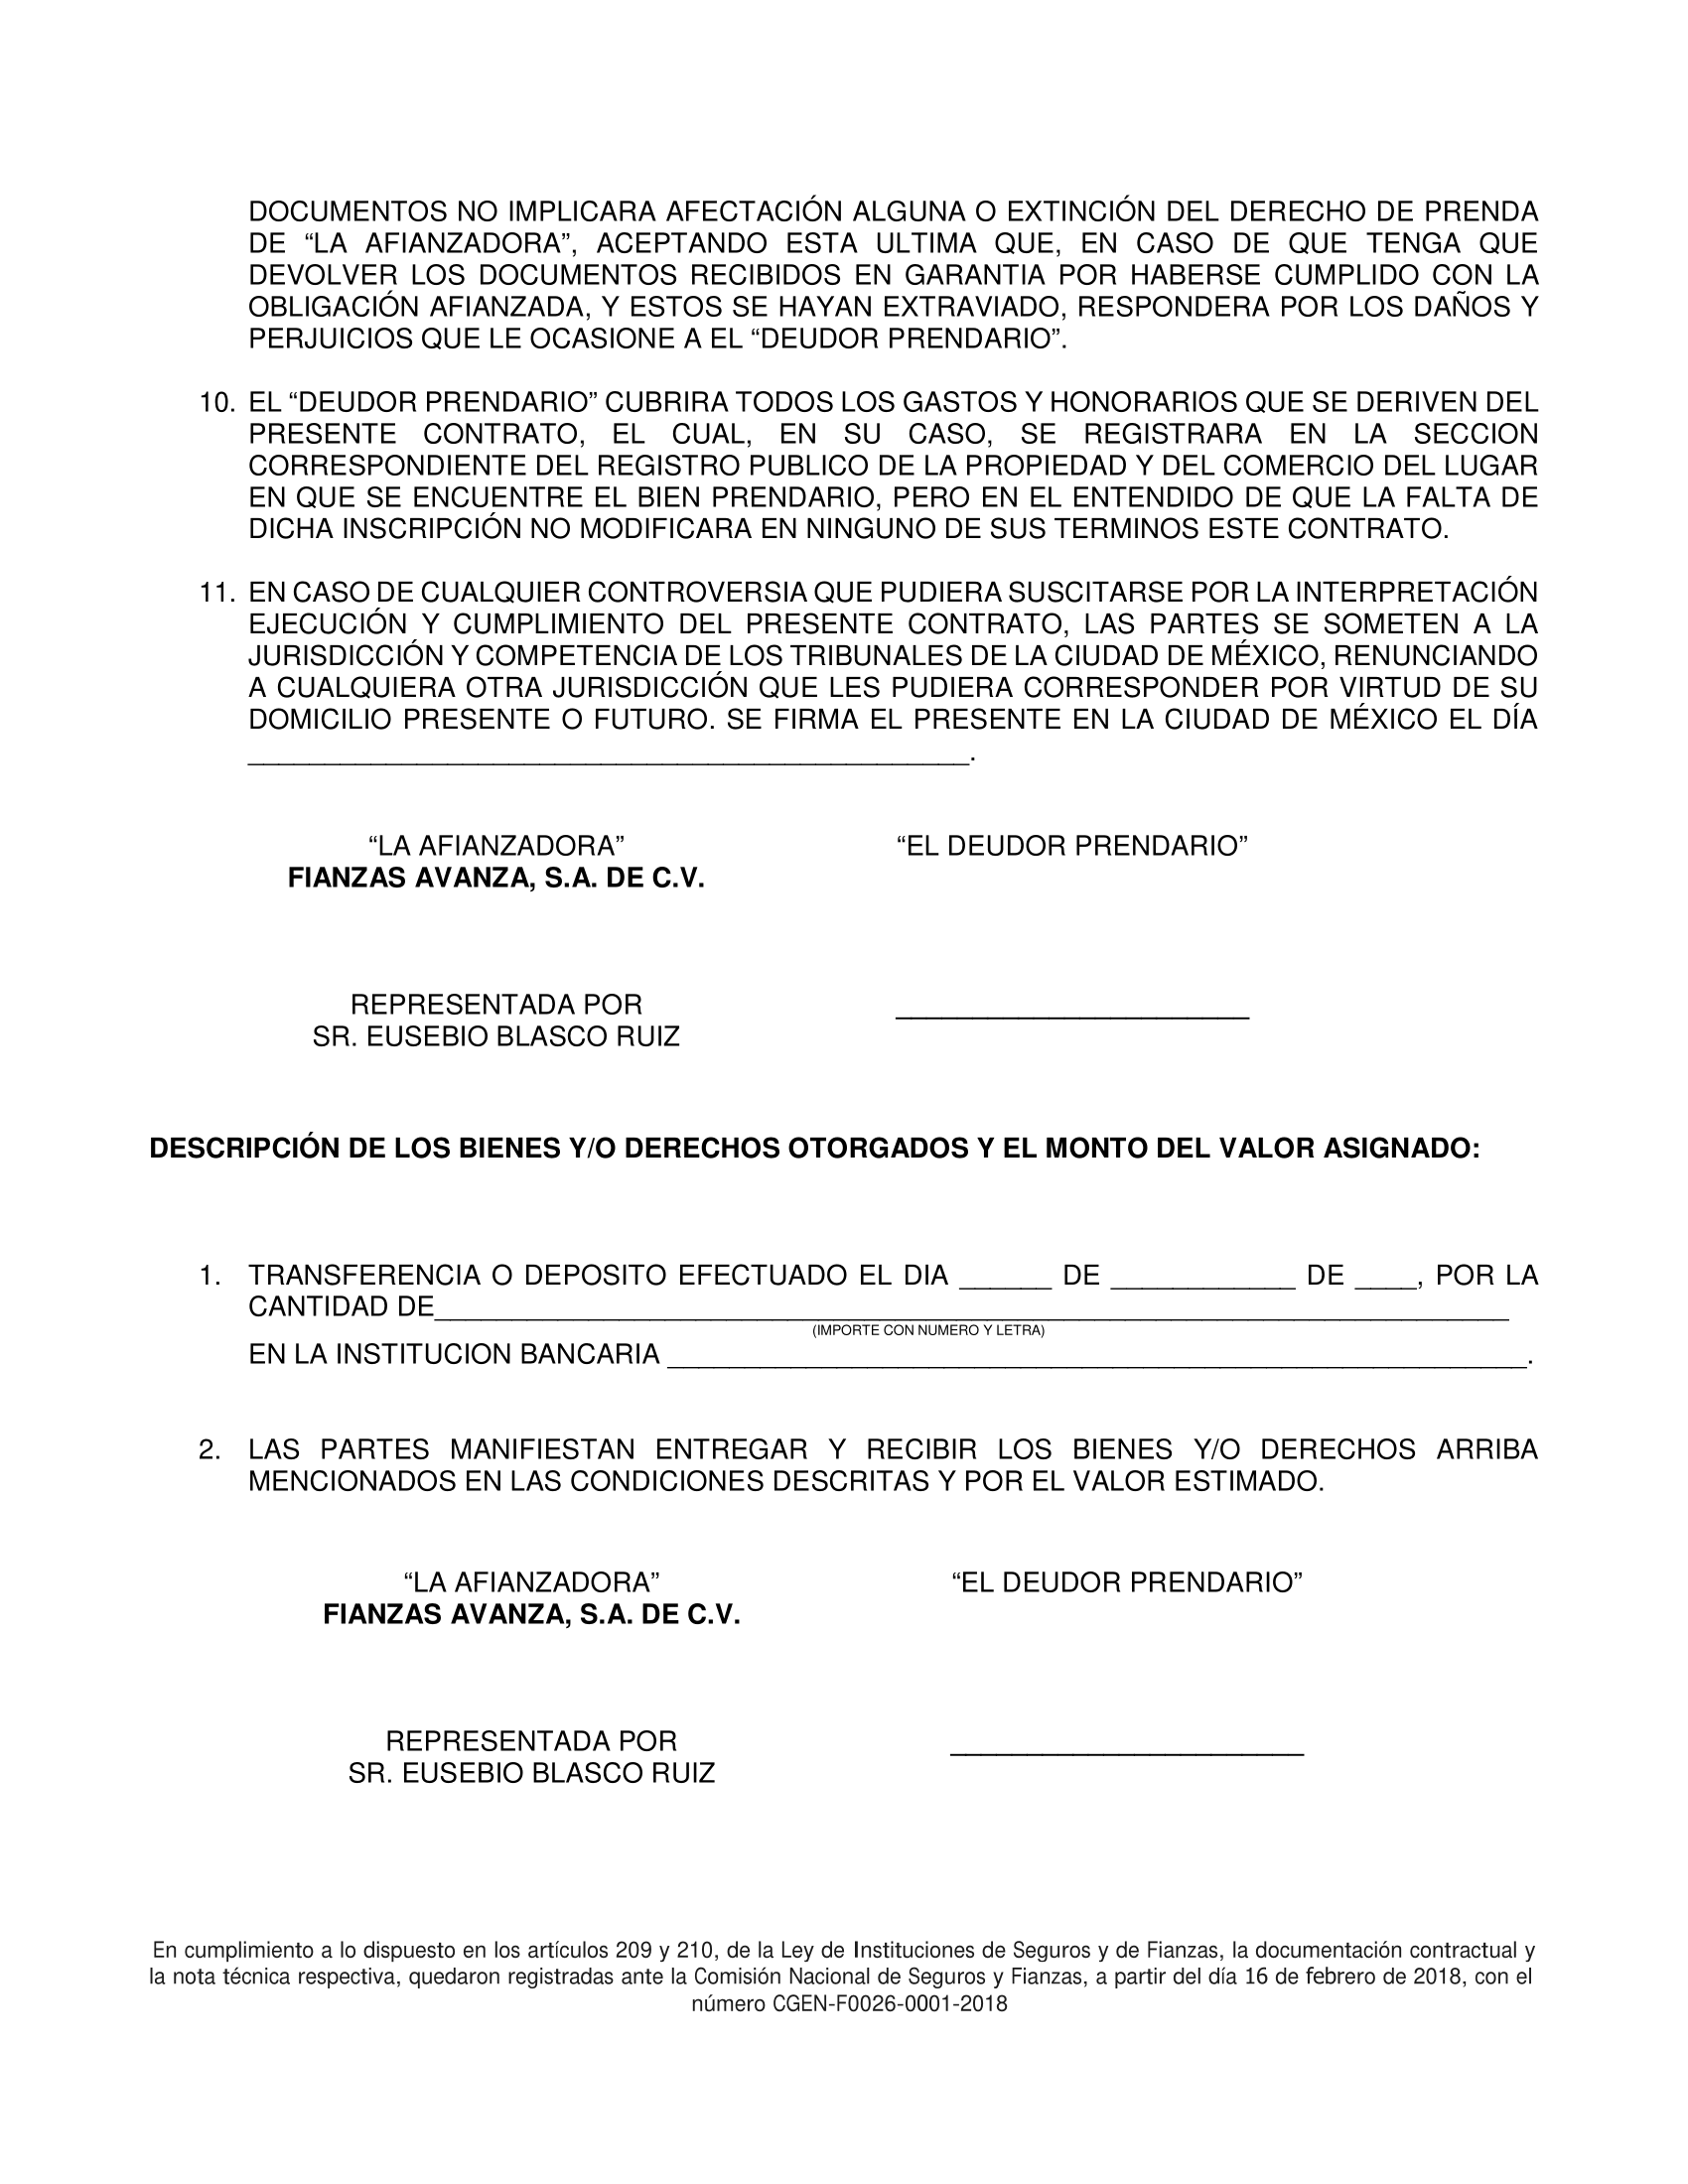 DOCUMENTOS NO IMPLICARA AFECTACIÓN ALGUNA O EXTINCIÓN DEL DERECHO DE PRENDA
DE “LA AFIANZADORA”, ACEPTANDO ESTA ULTIMA QUE, EN CASO DE QUE TENGA QUE
DEVOLVER LOS DOCUMENTOS RECIBIDOS EN GARANTIA POR HABERSE CUMPLIDO CON LA
OBLIGACIÓN AFIANZADA, Y ESTOS SE HAYAN EXTRAVIADO, RESPONDERA POR LOS DAÑOS Y
PERJUICIOS QUE LE OCASIONE A EL “DEUDOR PRENDARIO”.
10. EL “DEUDOR PRENDARIO” CUBRIRA TODOS LOS GASTOS Y HONORARIOS QUE SE DERIVEN DEL
PRESENTE CONTRATO, EL CUAL, EN SU CASO, SE REGISTRARA EN LA SECCION
CORRESPONDIENTE DEL REGISTRO PUBLICO DE LA PROPIEDAD Y DEL COMERCIO DEL LUGAR
EN QUE SE ENCUENTRE EL BIEN PRENDARIO, PERO EN EL ENTENDIDO DE QUE LA FALTA DE
DICHA INSCRIPCIÓN NO MODIFICARA EN NINGUNO DE SUS TERMINOS ESTE CONTRATO.
11. EN CASO DE CUALQUIER CONTROVERSIA QUE PUDIERA SUSCITARSE POR LA INTERPRETACIÓN
EJECUCIÓN Y CUMPLIMIENTO DEL PRESENTE CONTRATO, LAS PARTES SE SOMETEN A LA
JURISDICCIÓN Y COMPETENCIA DE LOS TRIBUNALES DE LA CIUDAD DE MÉXICO, RENUNCIANDO
A CUALQUIERA OTRA JURISDICCIÓN QUE LES PUDIERA CORRESPONDER POR VIRTUD DE SU
DOMICILIO PRESENTE O FUTURO. SE FIRMA EL PRESENTE EN LA CIUDAD DE MÉXICO EL DÍA
_______________________________________________.
“LA AFIANZADORA” “EL DEUDOR PRENDARIO”
FIANZAS AVANZA, S.A. DE C.V.
REPRESENTADA POR _______________________
SR. EUSEBIO BLASCO RUIZ
DESCRIPCIÓN DE LOS BIENES Y/O DERECHOS OTORGADOS Y EL MONTO DEL VALOR ASIGNADO:
1. TRANSFERENCIA O DEPOSITO EFECTUADO EL DIA ______ DE ____________ DE ____, POR LA
CANTIDAD DE______________________________________________________________________
(IMPORTE CON NUMERO Y LETRA)
EN LA INSTITUCION BANCARIA ________________________________________________________.
2. LAS PARTES MANIFIESTAN ENTREGAR Y RECIBIR LOS BIENES Y/O DERECHOS ARRIBA
MENCIONADOS EN LAS CONDICIONES DESCRITAS Y POR EL VALOR ESTIMADO.
“LA AFIANZADORA” “EL DEUDOR PRENDARIO”
FIANZAS AVANZA, S.A. DE C.V.
REPRESENTADA POR _______________________
SR. EUSEBIO BLASCO RUIZ
En cumplimiento a lo dispuesto en los artículos 209 y 210, de la Ley de Instituciones de Seguros y de Fianzas, la documentación contractual y
la nota técnica respectiva, quedaron registradas ante la Comisión Nacional de Seguros y Fianzas, a partir del día 16 de febrero de 2018, con el
número CGEN-F0026-0001-2018